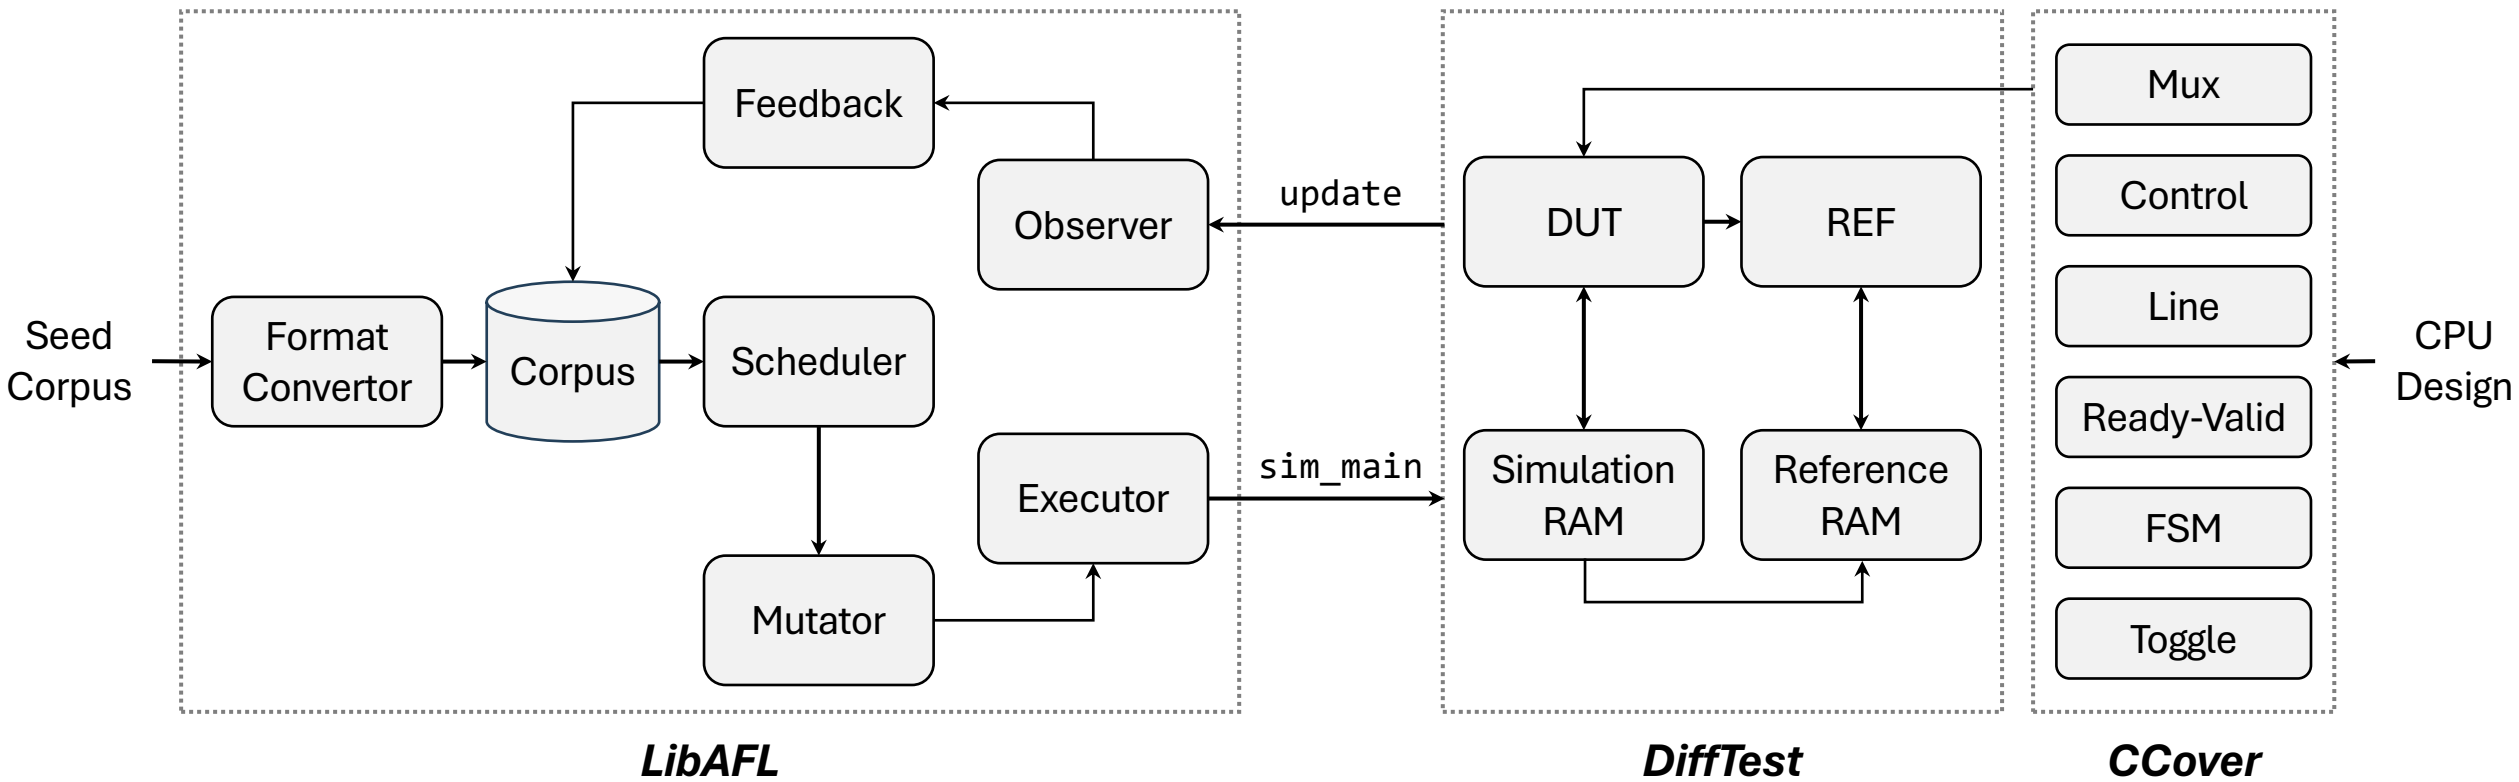 Seed
Corpus
Format
Convertor
Corpus
Scheduler
Feedback
Observer
Executor
Mutator
LibAFL
update
sim_main
DUT
REF
Simulation
RAM
Reference
RAM
DiffTest
Mux
Control
Line
Ready-Valid
FSM
Toggle
CCover
CPU
Design